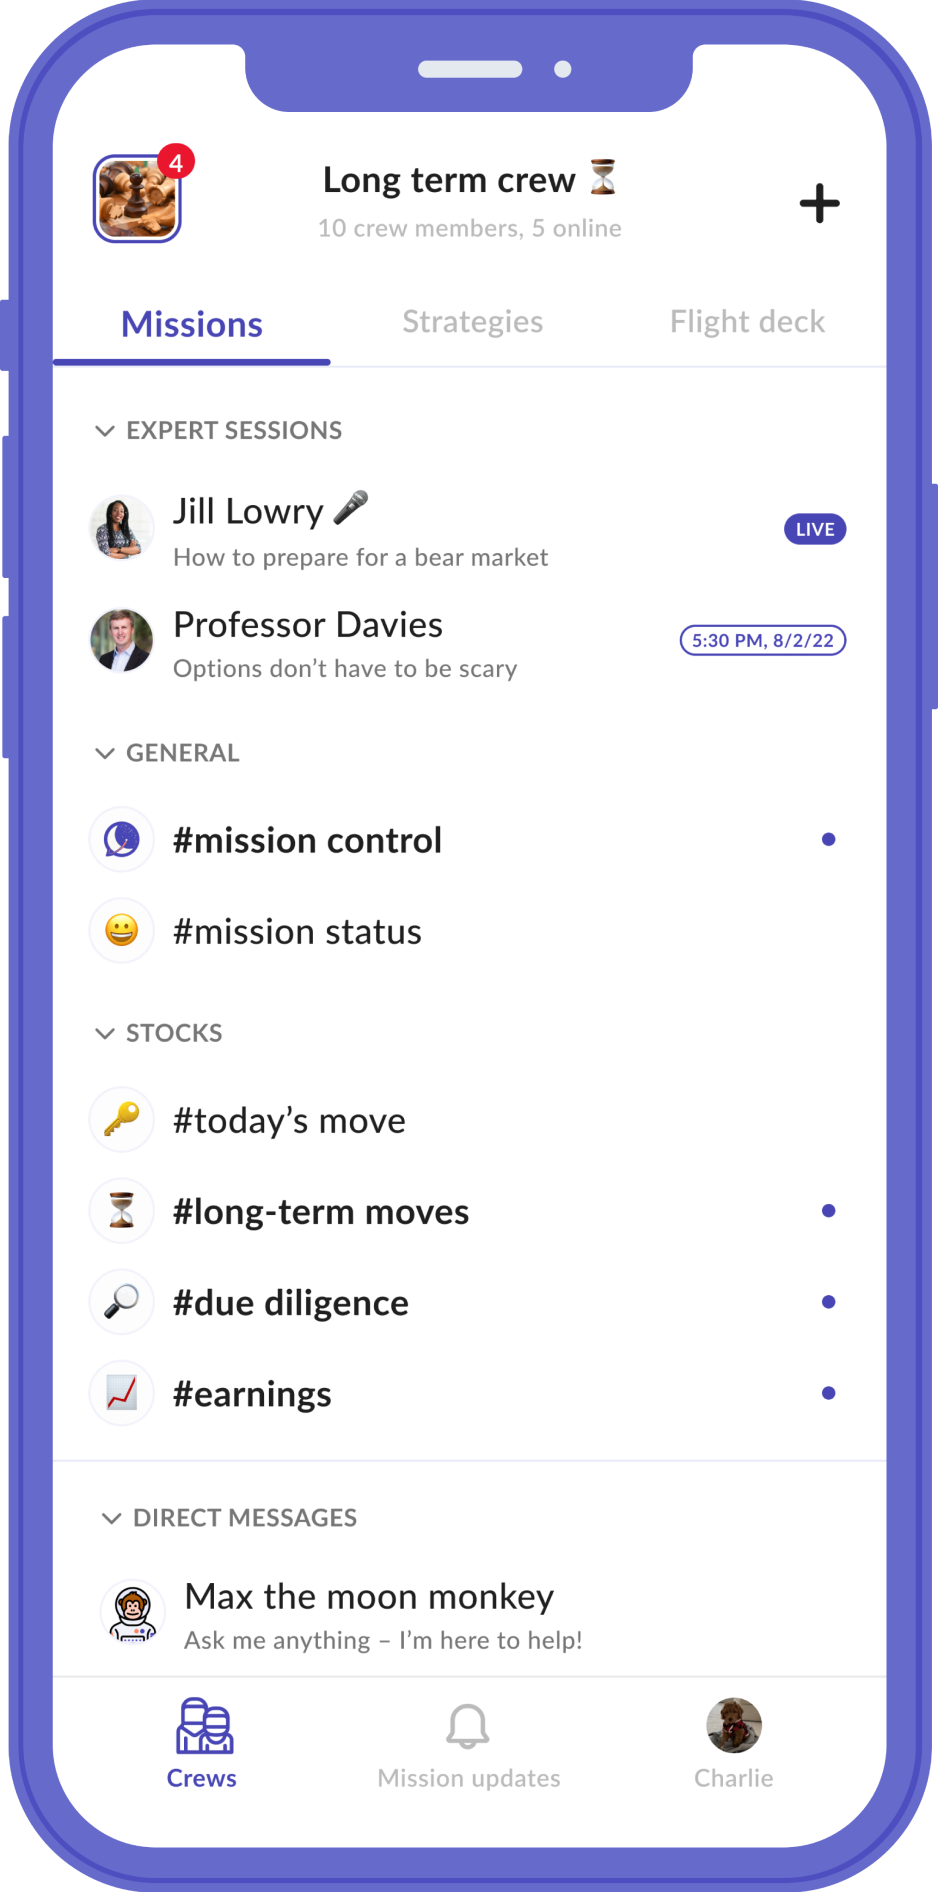 4
Long term crew ⏳
10 crew members, 5 online
Missions
Strategies
Flight deck
EXPERT SESSIONS
Jill Lowry 🎤
LIVE
How to prepare for a bear market
Professor Davies
5:30 PM, 8/2/22
Options don’t have to be scary
GENERAL
#mission control
#mission status
STOCKS
#today’s move
#long-term moves
#due diligence
#earnings
DIRECT MESSAGES
Max the moon monkey
Ask me anything – I’m here to help!
Crews
Mission updates
Charlie